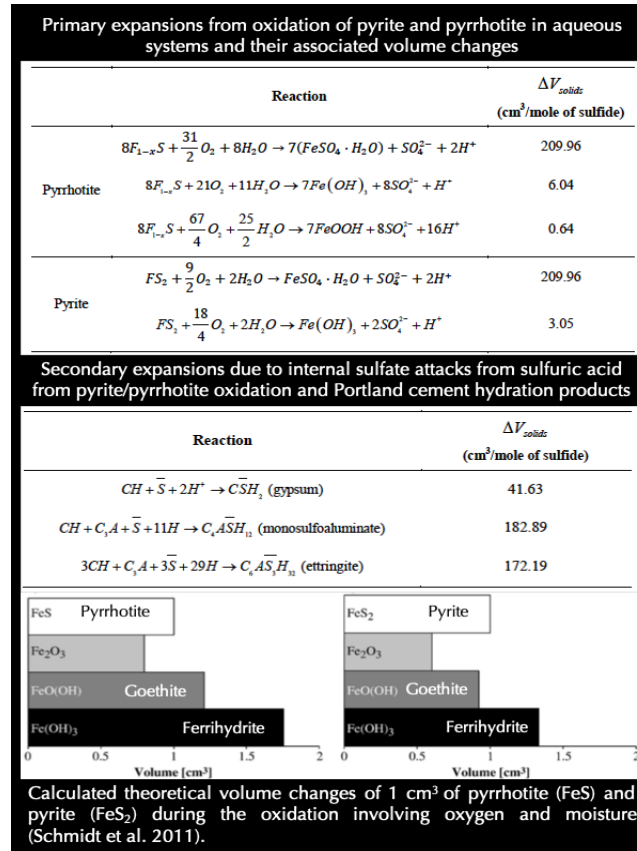 Primary expansions from oxidation of pyrite and pyrrhotite in aqueous
systems and their associated volume changes
Reaction
ΔV_solids
(cm³/mole of sulfide)
Pyrrhotite
8F₁₋ₓS + 31/2 O₂ + 8H₂O → 7(FeSO₄ · H₂O) + SO₄²⁻ + 2H⁺ 209.96
8F₁₋ₓS + 21O₂ + 11H₂O → 7Fe(OH)₃ + 8SO₄²⁻ + H⁺ 6.04
8F₁₋ₓS + 67/4 O₂ + 25/2 H₂O → 7FeOOH + 8SO₄²⁻ + 16H⁺ 0.64
Pyrite
FS₂ + 9/2 O₂ + 2H₂O → FeSO₄ · H₂O + SO₄²⁻ + 2H⁺ 209.96
FS₂ + 18/4 O₂ + 2H₂O → Fe(OH)₃ + 2SO₄²⁻ + H⁺ 3.05
Secondary expansions due to internal sulfate attacks from sulfuric acid
from pyrite/pyrrhotite oxidation and Portland cement hydration products
Reaction
ΔV_solids
(cm³/mole of sulfide)
CH + S̅ + 2H⁺ → CS̅H₂ (gypsum) 41.63
CH + C₃A + S̅ + 11H → C₄AS̅H₁₂ (monosulfoaluminate) 182.89
3CH + C₃A + 3S̅ + 29H → C₆AS̅₃H₃₂ (ettringite) 172.19
FeS Pyrrhotite
Fe₂O₃
FeO(OH) Goethite
Fe(OH)₃ Ferrihydrite
0 0.5 1 1.5 2
Volume [cm³]
FeS₂ Pyrite
Fe₂O₃
FeO(OH) Goethite
Fe(OH)₃ Ferrihydrite
0 0.5 1 1.5 2
Volume [cm³]
Calculated theoretical volume changes of 1 cm³ of pyrrhotite (FeS) and
pyrite (FeS₂) during the oxidation involving oxygen and moisture
(Schmidt et al. 2011).